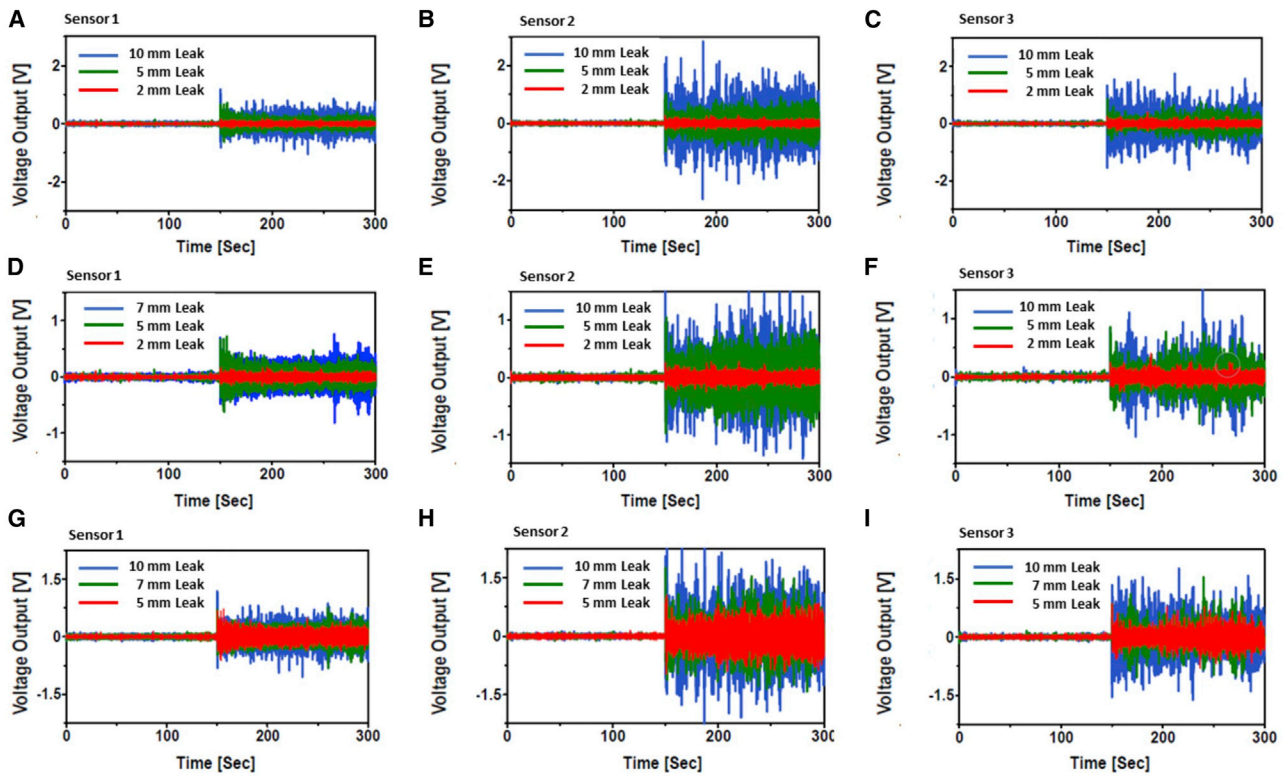 A
Sensor 1
10 mm Leak
5 mm Leak
2 mm Leak
Voltage Output [V]
2
0
-2
0
100
200
300
Time [Sec]
B
Sensor 2
10 mm Leak
5 mm Leak
2 mm Leak
Voltage Output [V]
2
0
-2
0
100
200
300
Time [Sec]
C
Sensor 3
10 mm Leak
5 mm Leak
2 mm Leak
Voltage Output [V]
2
0
-2
0
100
200
300
Time [Sec]
D
Sensor 1
7 mm Leak
5 mm Leak
2 mm Leak
Voltage Output [V]
1
0
-1
0
100
200
300
Time [Sec]
E
Sensor 2
10 mm Leak
5 mm Leak
2 mm Leak
Voltage Output [V]
1
0
-1
0
100
200
300
Time [Sec]
F
Sensor 3
10 mm Leak
5 mm Leak
2 mm Leak
Voltage Output [V]
1
0
-1
0
100
200
300
Time [Sec]
G
Sensor 1
10 mm Leak
7 mm Leak
5 mm Leak
Voltage Output [V]
1.5
0
-1.5
0
100
200
300
Time [Sec]
H
Sensor 2
10 mm Leak
7 mm Leak
5 mm Leak
Voltage Output [V]
1.5
0
-1.5
0
100
200
300
Time [Sec]
I
Sensor 3
10 mm Leak
7 mm Leak
5 mm Leak
Voltage Output [V]
1.5
0
-1.5
0
100
200
300
Time [Sec]